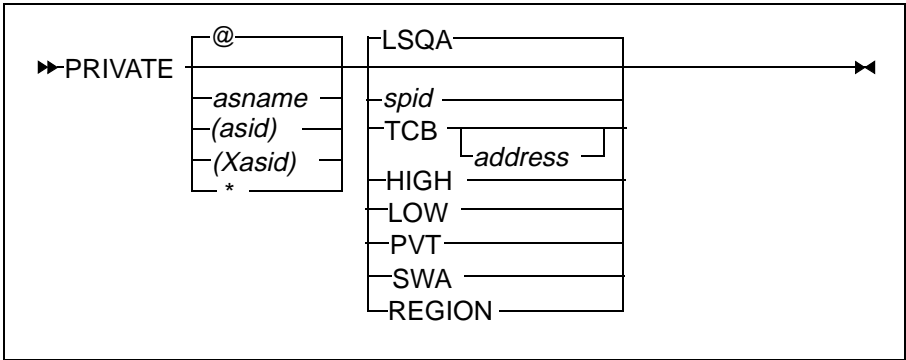 @ LSQA
PRIVATE
asname spid
(asid) TCB
(Xasid) address
* HIGH
LOW
PVT
SWA
REGION